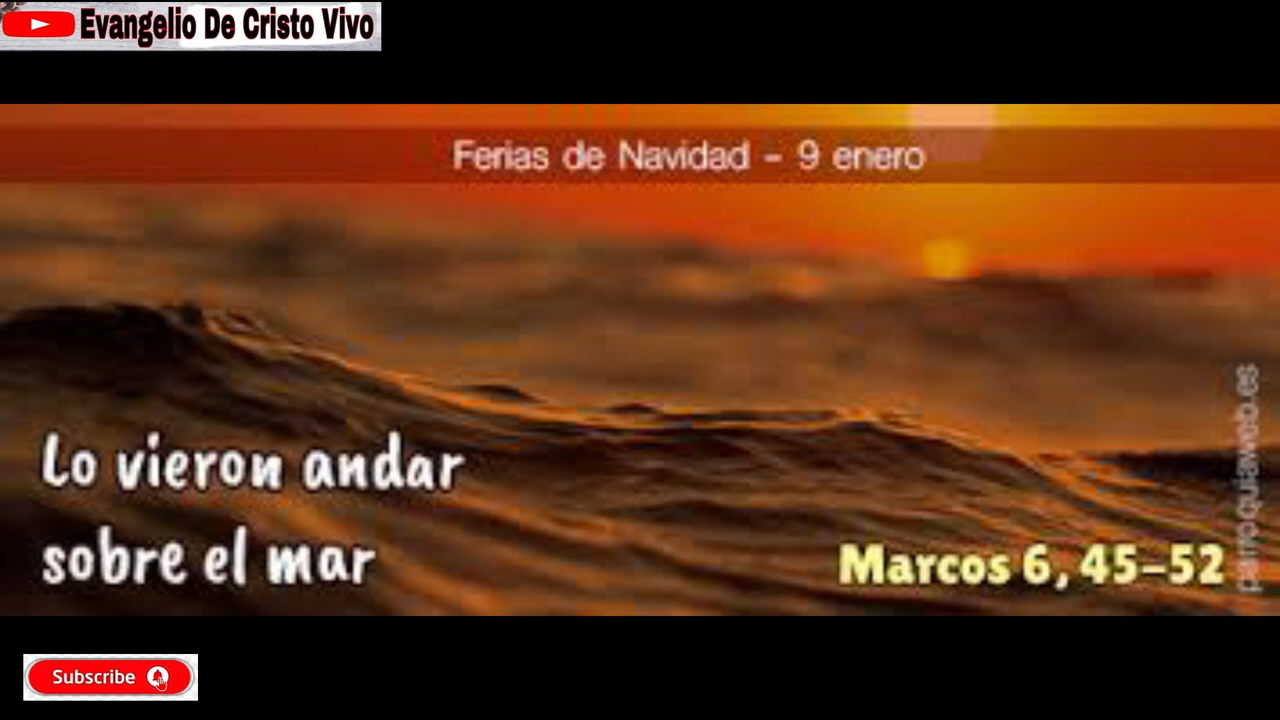 Evangelio De Cristo Vivo
Ferias de Navidad - 9 enero
Lo vieron andar
sobre el mar
Marcos 6, 45-52
parroquiaweb.es
Subscribe